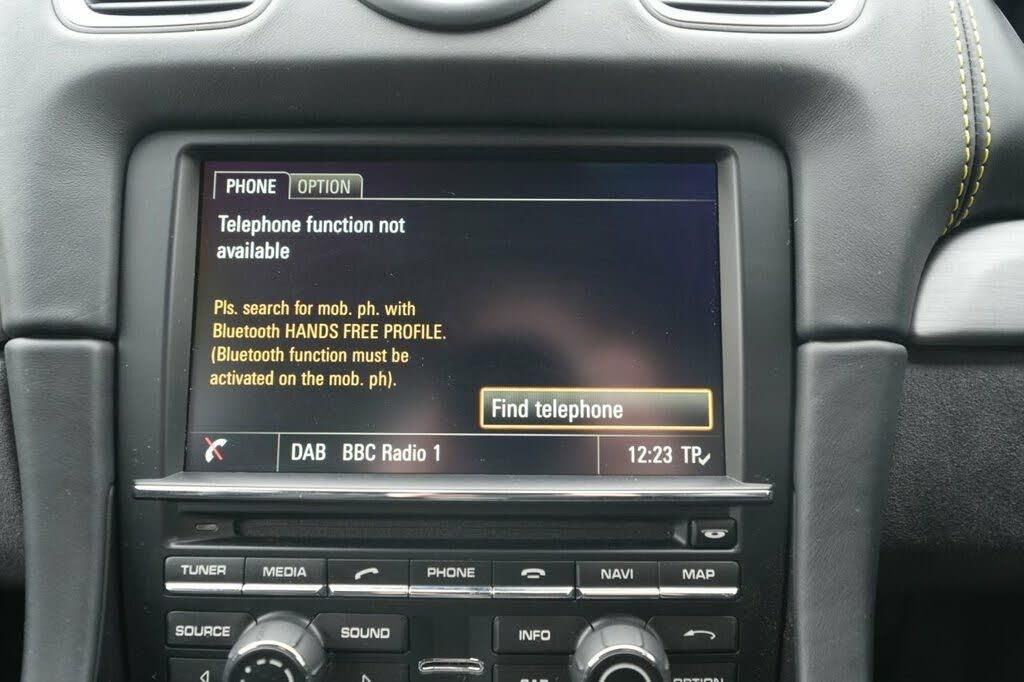 PHONE OPTION
Telephone function not
available
Pls. search for mob. ph. with
Bluetooth HANDS FREE PROFILE.
(Bluetooth function must be
activated on the mob. ph).
Find telephone
DAB BBC Radio 1 12:23 TP
TUNER MEDIA PHONE NAVI MAP
SOURCE SOUND INFO
OPTION